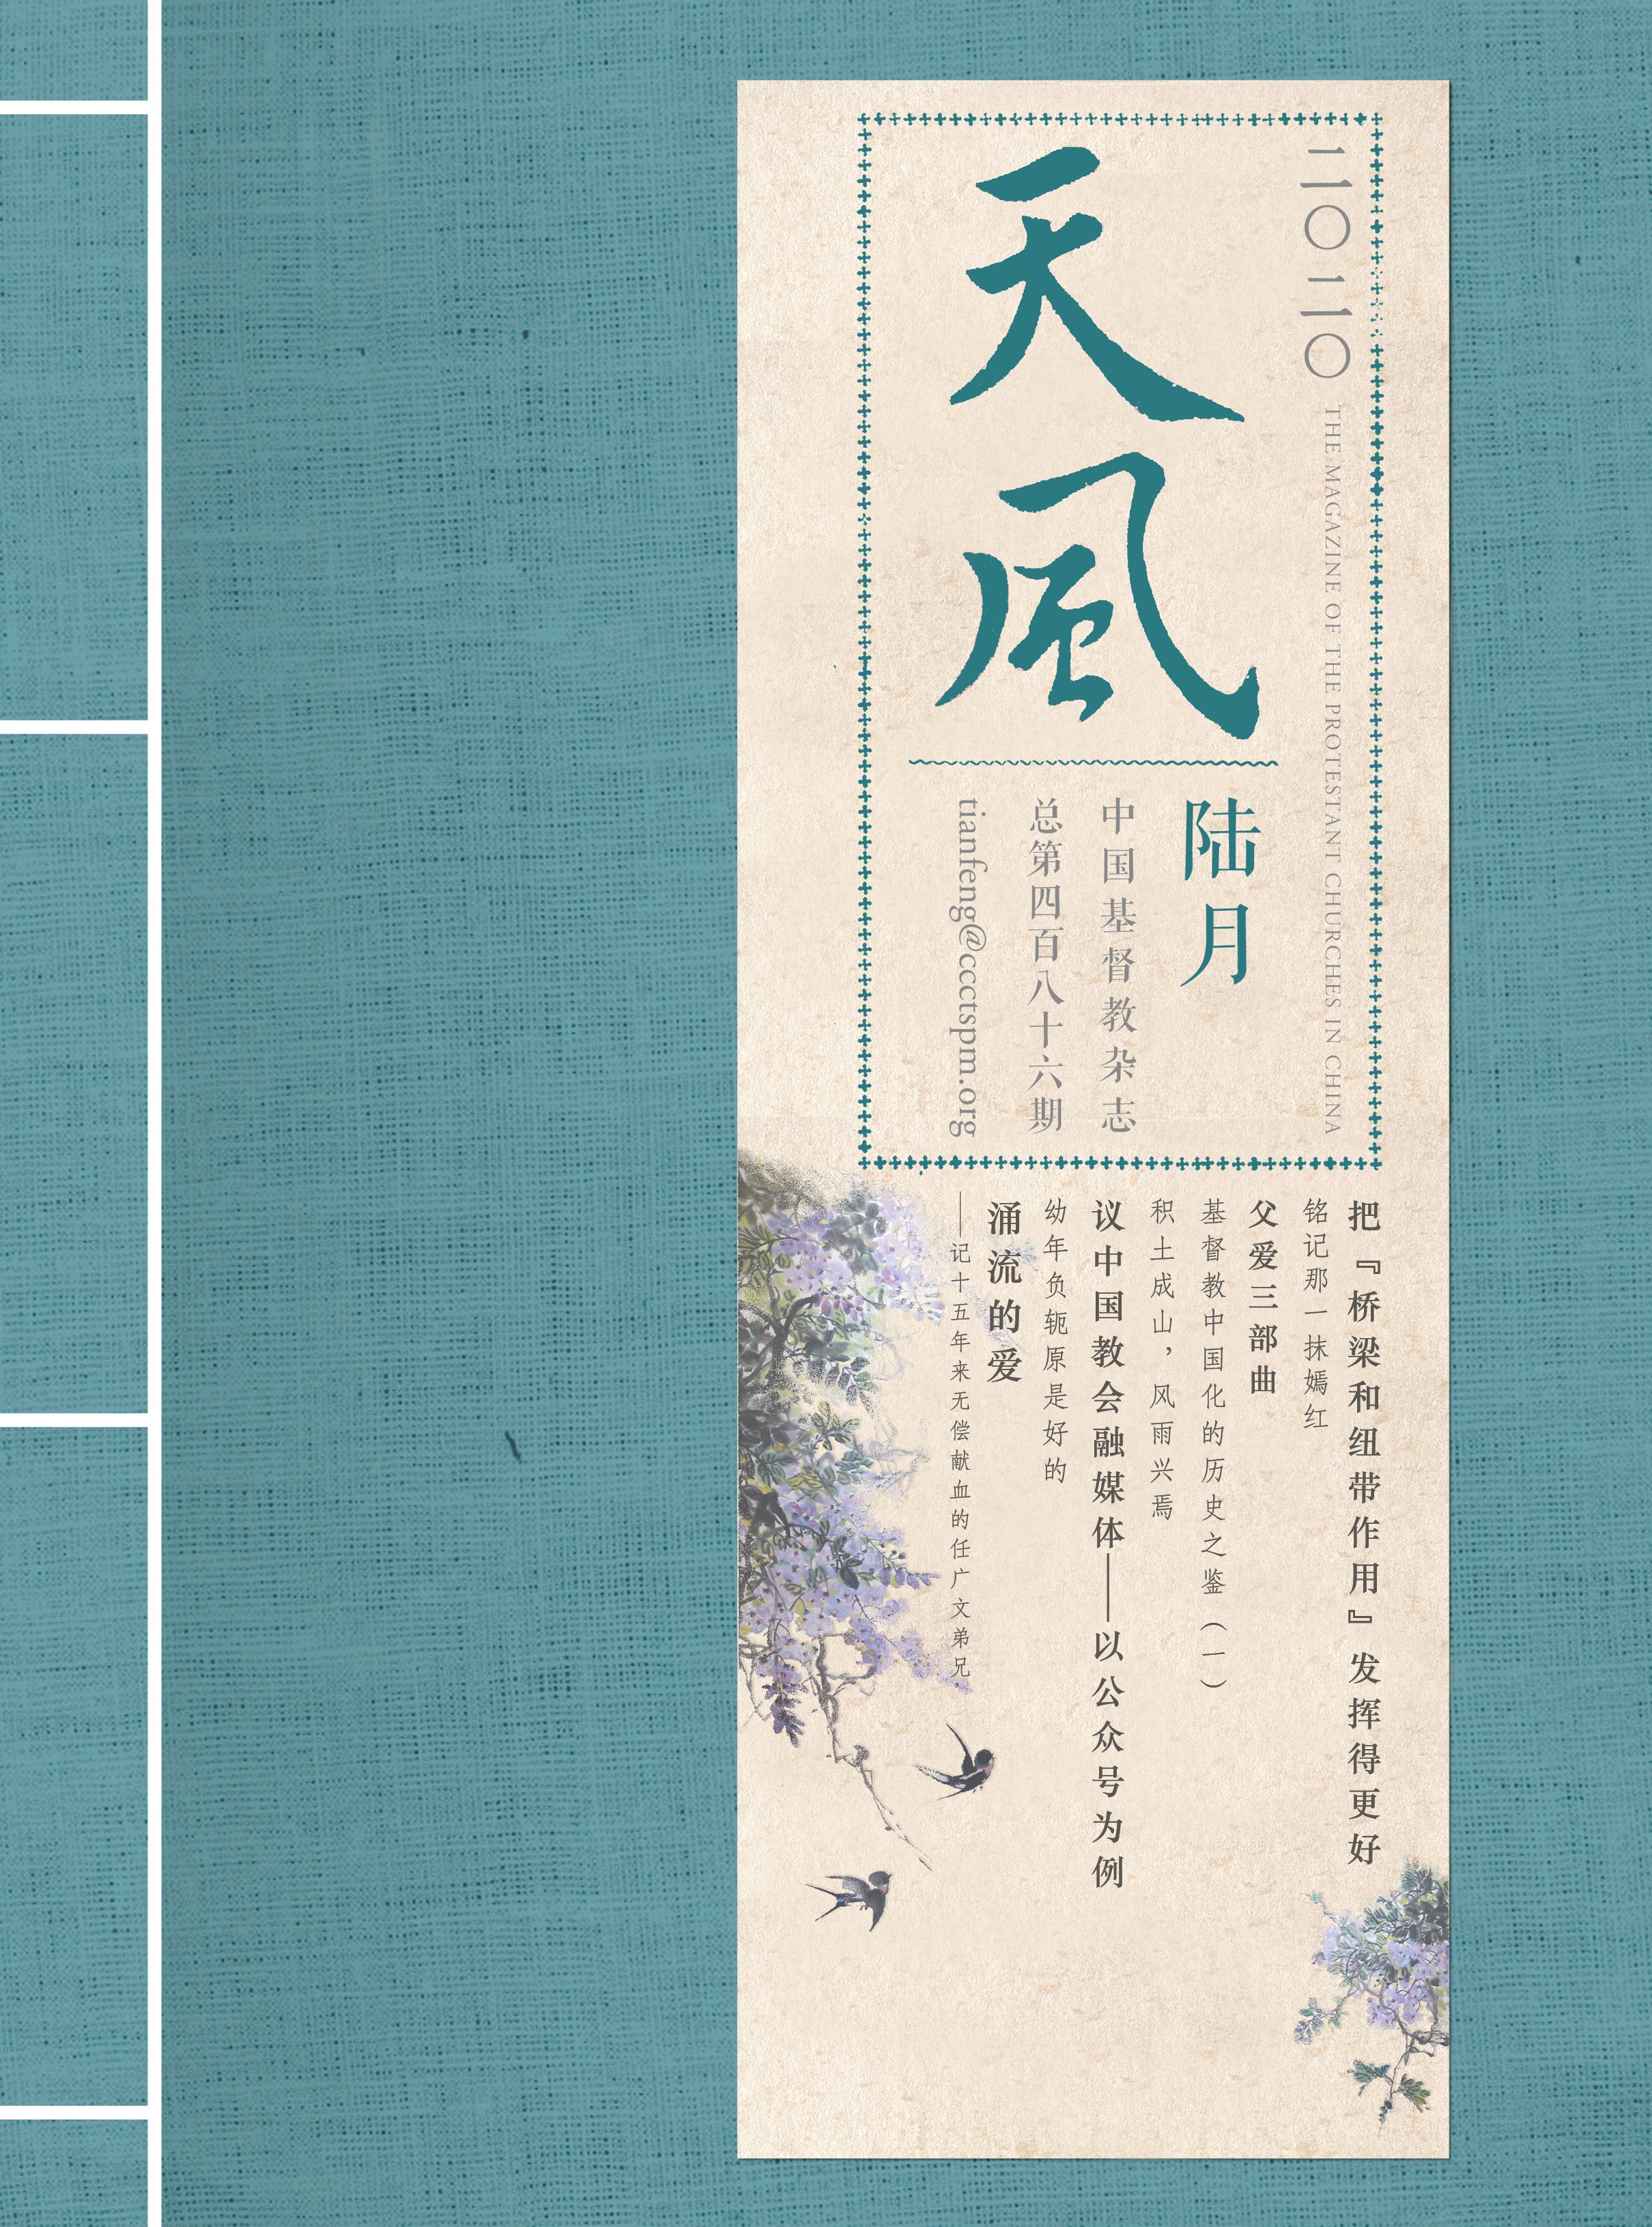 二〇二〇
THE MAGAZINE OF THE PROTESTANT CHURCHES IN CHINA
天風
陆月
中国基督教杂志
总第四百八十六期
tianfeng@ccctspm.org
把『桥梁和纽带作用』发挥得更好
铭记那一抹嫣红
父爱三部曲
基督教中国化的历史之鉴（一）
积土成山，风雨兴焉
议中国教会融媒体——以公众号为例
幼年负轭原是好的
涌流的爱
——记十五年来无偿献血的任广文弟兄